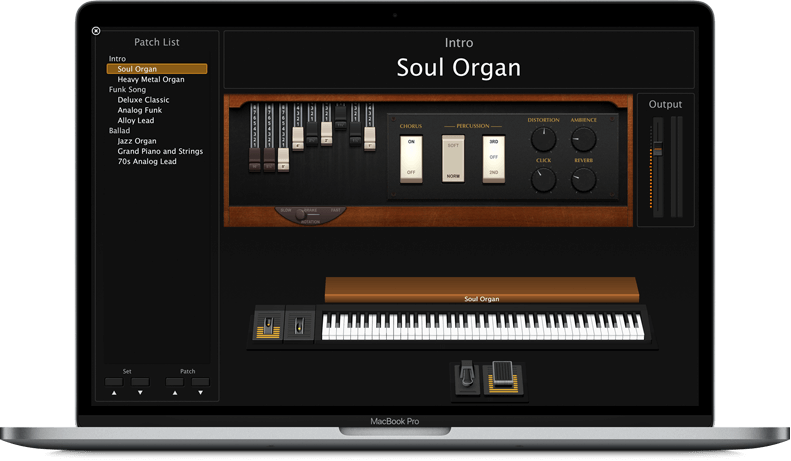 Patch List
Intro
Soul Organ
Heavy Metal Organ
Funk Song
Deluxe Classic
Analog Funk
Alloy Lead
Ballad
Jazz Organ
Grand Piano and Strings
70s Analog Lead
Set
Patch
Intro
Soul Organ
CHORUS
ON
OFF
PERCUSSION
SOFT
NORM
3RD
OFF
2ND
DISTORTION
AMBIENCE
CLICK
REVERB
SLOW
BRAKE
FAST
ROTATION
Output
Soul Organ
MacBook Pro